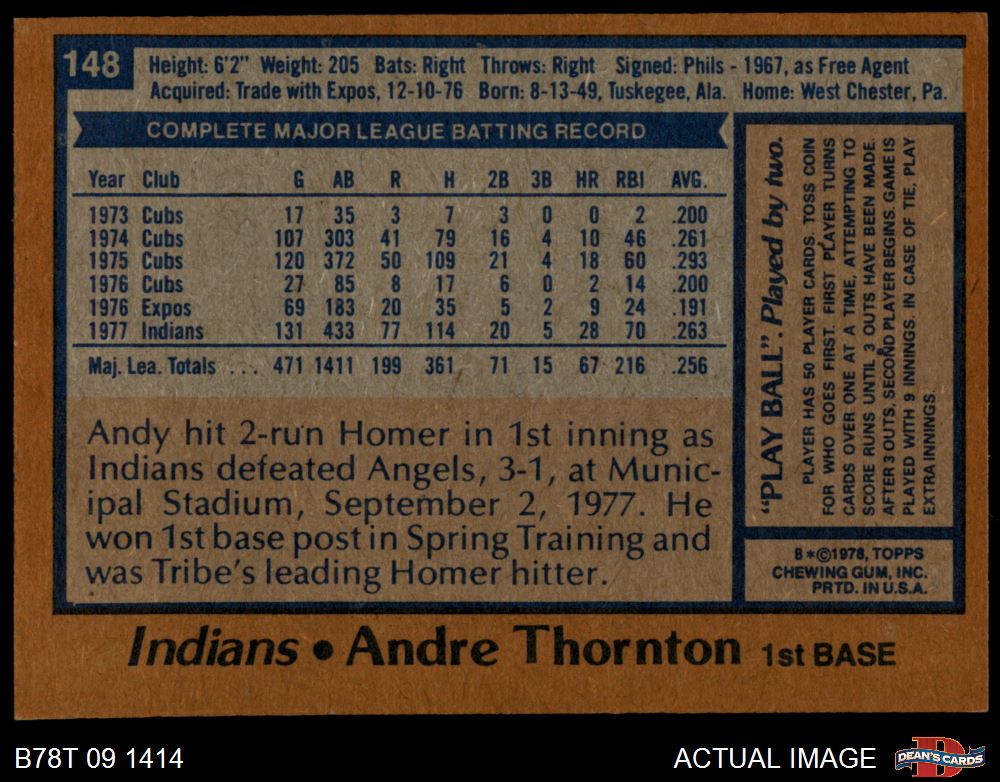 148
Height: 6'2" Weight: 205 Bats: Right Throws: Right Signed: Phils - 1967, as Free Agent
Acquired: Trade with Expos, 12-10-76 Born: 8-13-49, Tuskegee, Ala. Home: West Chester, Pa.
COMPLETE MAJOR LEAGUE BATTING RECORD
Year Club G AB R H 2B 3B HR RBI AVG.
1973 Cubs 17 35 3 7 3 0 0 2 .200
1974 Cubs 107 303 41 79 16 4 10 46 .261
1975 Cubs 120 372 50 109 21 4 18 60 .293
1976 Cubs 27 85 8 17 6 0 2 14 .200
1976 Expos 69 183 20 35 5 2 9 24 .191
1977 Indians 131 433 77 114 20 5 28 70 .263
Maj. Lea. Totals . . . 471 1411 199 361 71 15 67 216 .256
Andy hit 2-run Homer in 1st inning as
Indians defeated Angels, 3-1, at Munic-
ipal Stadium, September 2, 1977. He
won 1st base post in Spring Training and
was Tribe's leading Homer hitter.
"PLAY BALL". Played by two.
PLAYER HAS 50 PLAYER CARDS. TOSS COIN
FOR WHO GOES FIRST. FIRST PLAYER TURNS
CARDS OVER ONE AT A TIME, ATTEMPTING TO
SCORE RUNS UNTIL 3 OUTS HAVE BEEN MADE.
AFTER 3 OUTS, SECOND PLAYER BEGINS. GAME IS
PLAYED WITH 9 INNINGS. IN CASE OF TIE, PLAY
EXTRA INNINGS.
B*©1978, TOPPS
CHEWING GUM, INC.
PRTD. IN U.S.A.
Indians • Andre Thornton 1st BASE
B78T 09 1414
ACTUAL IMAGE
D
DEAN'S CARDS